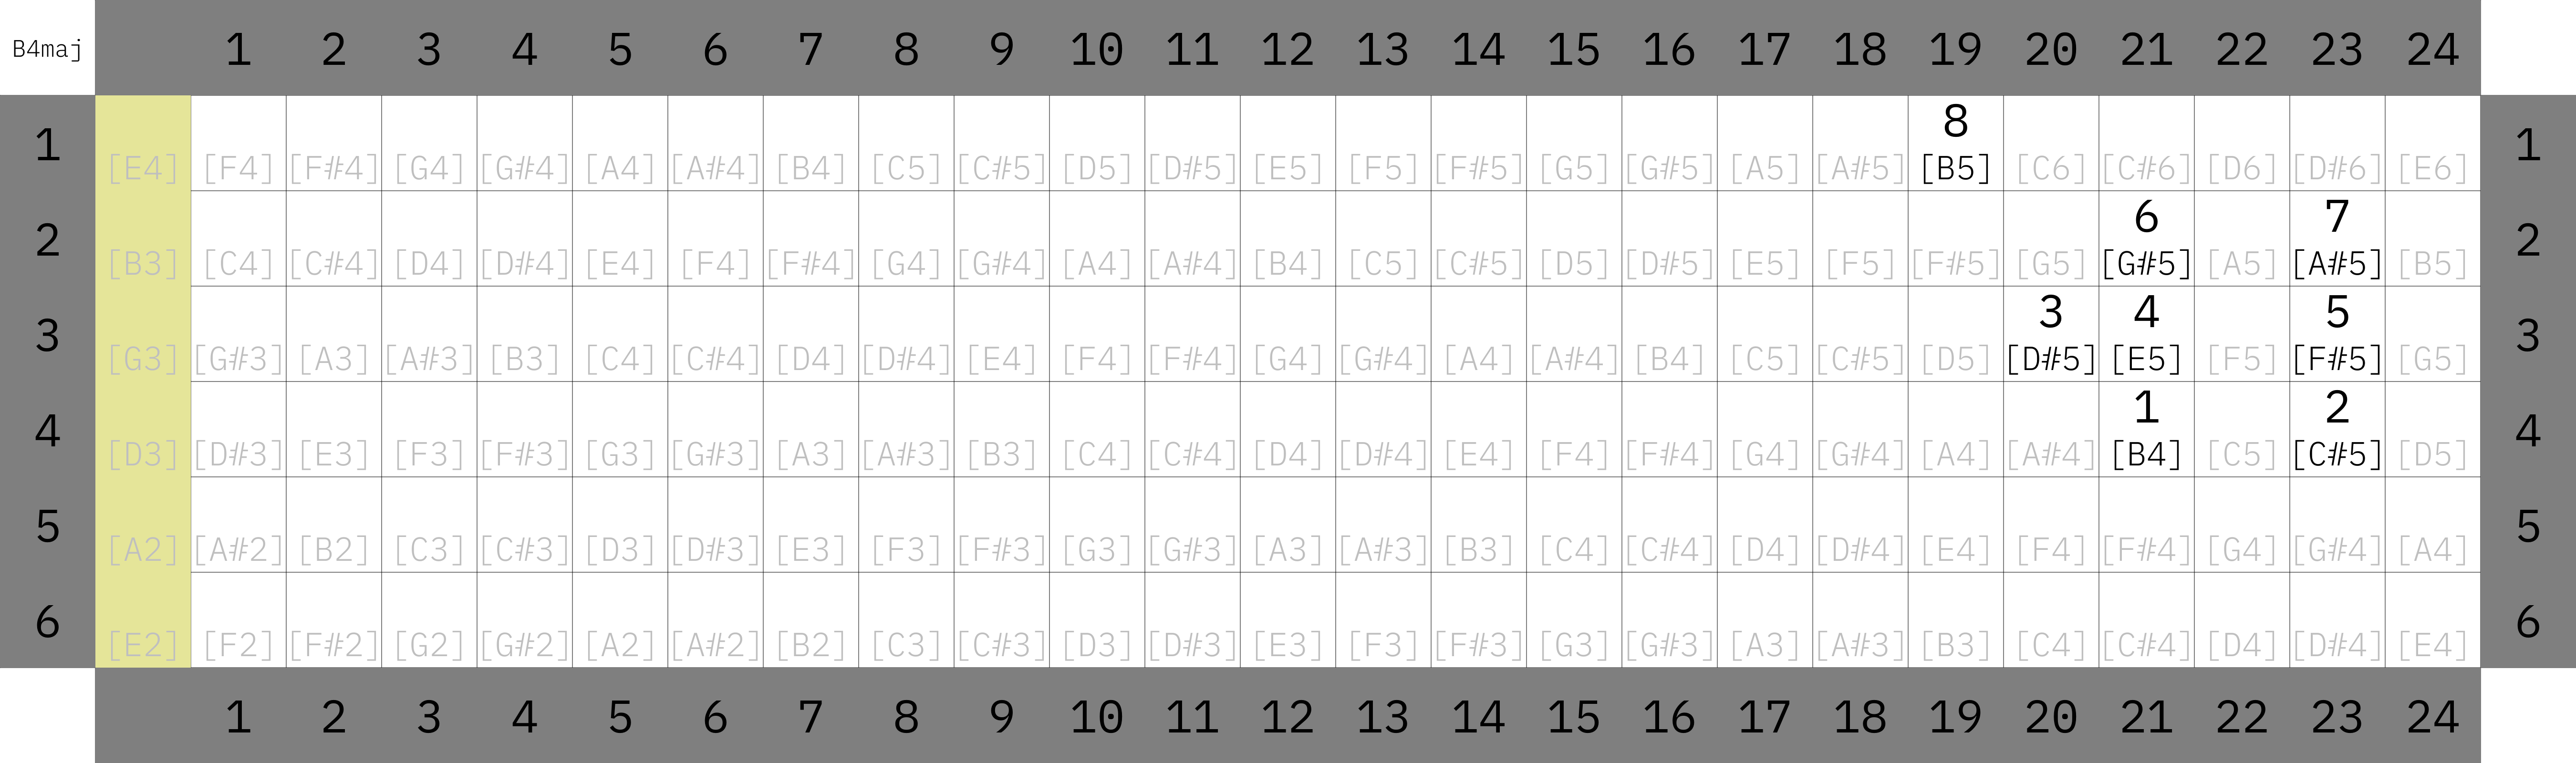 B4maj 1 2 3 4 5 6 7 8 9 10 11 12 13 14 15 16 17 18 19 20 21 22 23 24
8
1 [E4] [F4] [F#4] [G4] [G#4] [A4] [A#4] [B4] [C5] [C#5] [D5] [D#5] [E5] [F5] [F#5] [G5] [G#5] [A5] [A#5] [B5] [C6] [C#6] [D6] [D#6] [E6] 1
6 7
2 [B3] [C4] [C#4] [D4] [D#4] [E4] [F4] [F#4] [G4] [G#4] [A4] [A#4] [B4] [C5] [C#5] [D5] [D#5] [E5] [F5] [F#5] [G5] [G#5] [A5] [A#5] [B5] 2
3 4 5
3 [G3] [G#3] [A3] [A#3] [B3] [C4] [C#4] [D4] [D#4] [E4] [F4] [F#4] [G4] [G#4] [A4] [A#4] [B4] [C5] [C#5] [D5] [D#5] [E5] [F5] [F#5] [G5] 3
1 2
4 [D3] [D#3] [E3] [F3] [F#3] [G3] [G#3] [A3] [A#3] [B3] [C4] [C#4] [D4] [D#4] [E4] [F4] [F#4] [G4] [G#4] [A4] [A#4] [B4] [C5] [C#5] [D5] 4
5 [A2] [A#2] [B2] [C3] [C#3] [D3] [D#3] [E3] [F3] [F#3] [G3] [G#3] [A3] [A#3] [B3] [C4] [C#4] [D4] [D#4] [E4] [F4] [F#4] [G4] [G#4] [A4] 5
6 [E2] [F2] [F#2] [G2] [G#2] [A2] [A#2] [B2] [C3] [C#3] [D3] [D#3] [E3] [F3] [F#3] [G3] [G#3] [A3] [A#3] [B3] [C4] [C#4] [D4] [D#4] [E4] 6
1 2 3 4 5 6 7 8 9 10 11 12 13 14 15 16 17 18 19 20 21 22 23 24